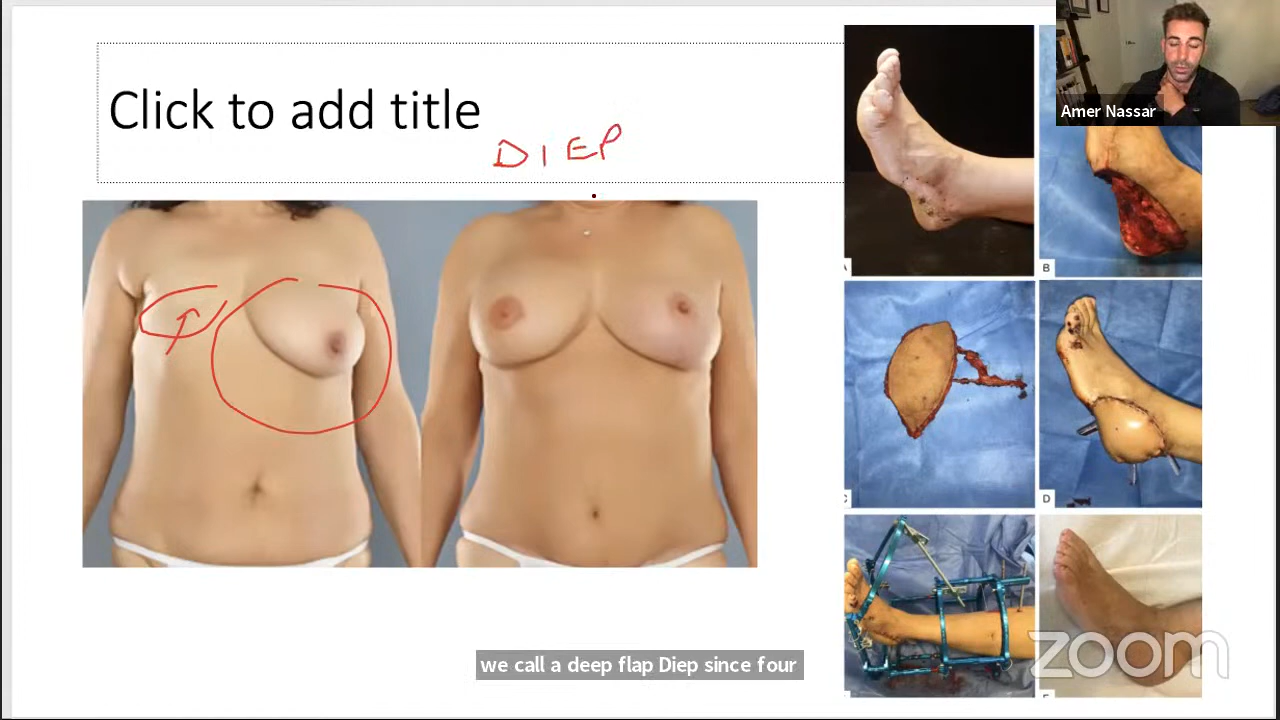 Click to add title
DIEP
Amer Nassar
A
B
C
D
E
we call a deep flap Diep since four
zoom